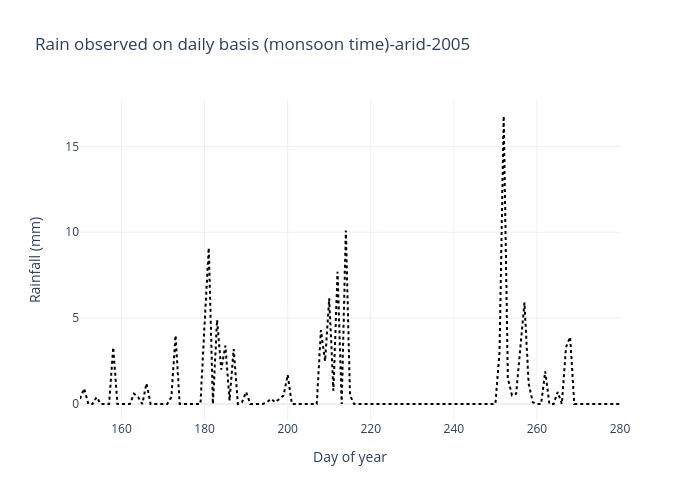 Rain observed on daily basis (monsoon time)-arid-2005
15
10
5
0
Rainfall (mm)
160 180 200 220 240 260 280
Day of year